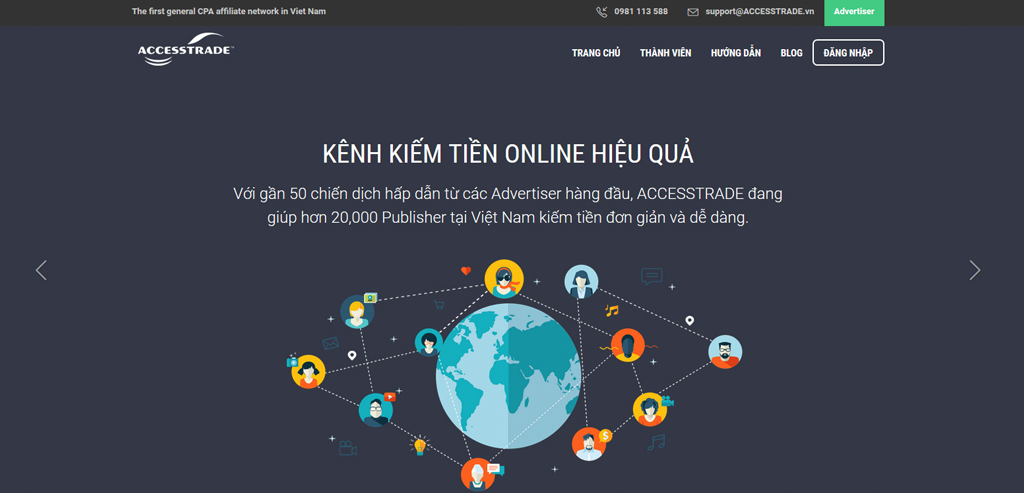 The first general CPA affiliate network in Viet Nam
0981 113 588
support@ACCESSTRADE.vn
Advertiser
ACCESSTRADE™
TRANG CHỦ
THÀNH VIÊN
HƯỚNG DẪN
BLOG
ĐĂNG NHẬP
KÊNH KIẾM TIỀN ONLINE HIỆU QUẢ
Với gần 50 chiến dịch hấp dẫn từ các Advertiser hàng đầu, ACCESSTRADE đang
giúp hơn 20,000 Publisher tại Việt Nam kiếm tiền đơn giản và dễ dàng.